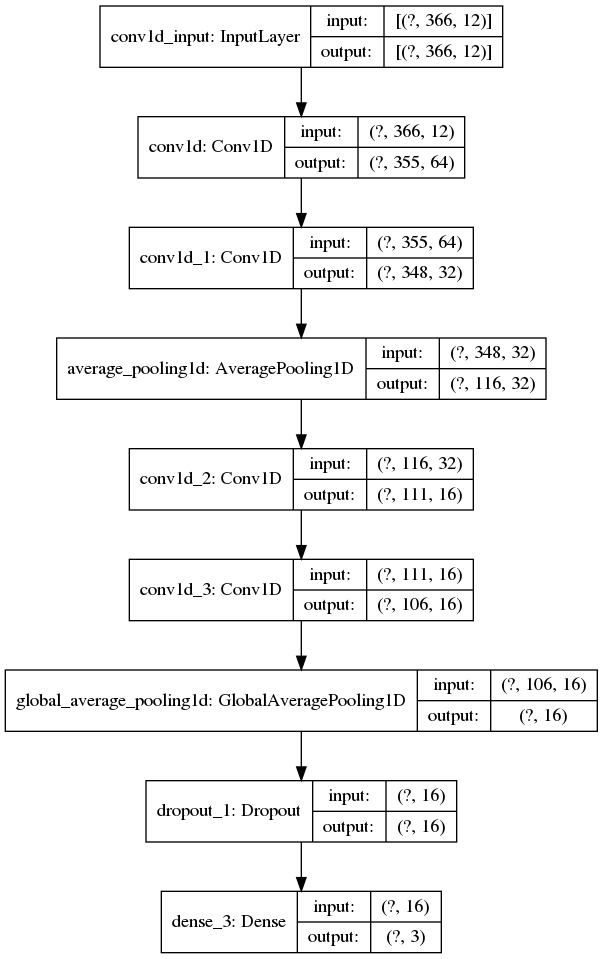 conv1d_input: InputLayer
input: [(?, 366, 12)]
output: [(?, 366, 12)]
conv1d: Conv1D
input: (?, 366, 12)
output: (?, 355, 64)
conv1d_1: Conv1D
input: (?, 355, 64)
output: (?, 348, 32)
average_pooling1d: AveragePooling1D
input: (?, 348, 32)
output: (?, 116, 32)
conv1d_2: Conv1D
input: (?, 116, 32)
output: (?, 111, 16)
conv1d_3: Conv1D
input: (?, 111, 16)
output: (?, 106, 16)
global_average_pooling1d: GlobalAveragePooling1D
input: (?, 106, 16)
output: (?, 16)
dropout_1: Dropout
input: (?, 16)
output: (?, 16)
dense_3: Dense
input: (?, 16)
output: (?, 3)